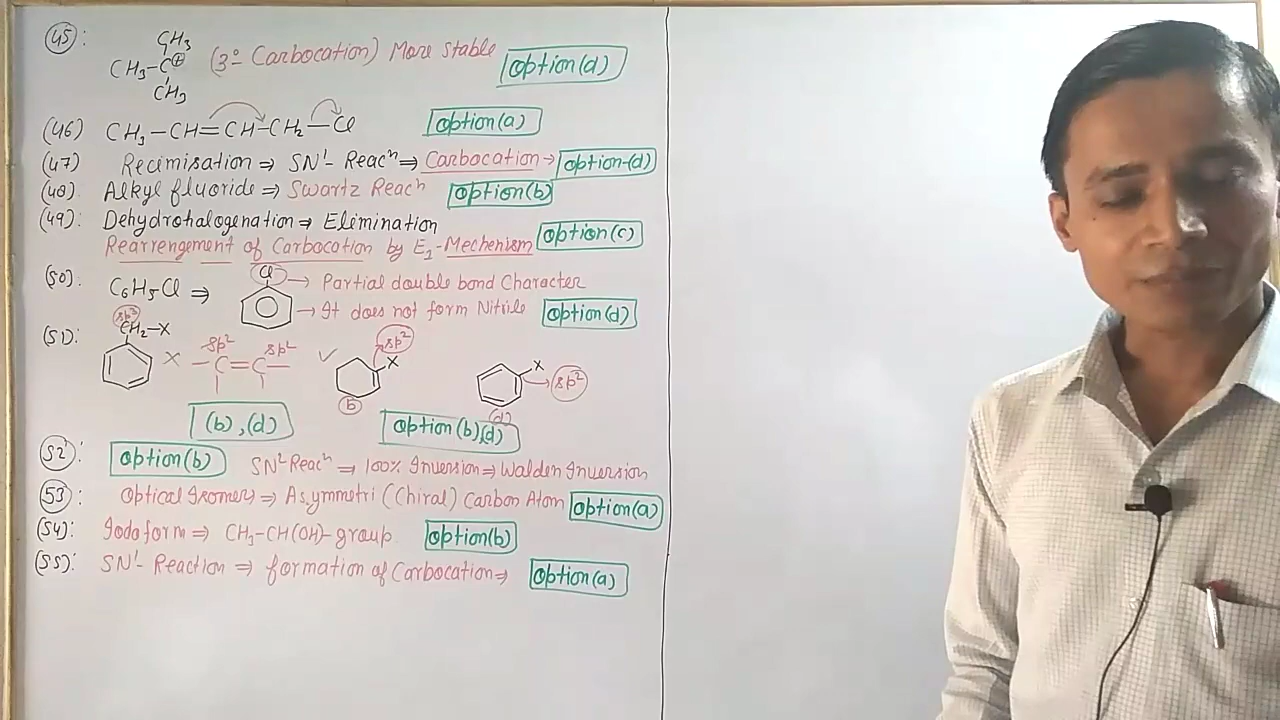 (45):
CH3
CH3-C⊕ (3° Carbocation) More stable option(d)
CH3
(46) CH3-CH=CH-CH2-Cl option(a)
(47) Recimisation ⇒ SN1- Reacn ⇒ Carbocation → option-(d)
(48). Alkyl fluoride ⇒ Swartz Reacn option(b)
(49): Dehydrohalogenation ⇒ Elimination
Rearrengement of Carbocation by E1-Mechenism option(c)
(50). C6H5Cl ⇒ Cl → Partial double bond Character
→ It does not form Nitrile option(d)
(51): sp3 CH2-X X sp2 -C=C- sp2 ✓ sp2 X b X sp2 (d)
(b),(d) option(b)(d)
(52): option(b) SN2 Reacn ⇒ 100% Inversion ⇒ Walden Inversion
(53): Optical Isomers ⇒ Asymmetri (Chiral) Carbon Atom option(a)
(54): Iodoform ⇒ CH3-CH(OH)-group. option(b)
(55): SN1- Reaction ⇒ formation of Carbocation ⇒ option(a)